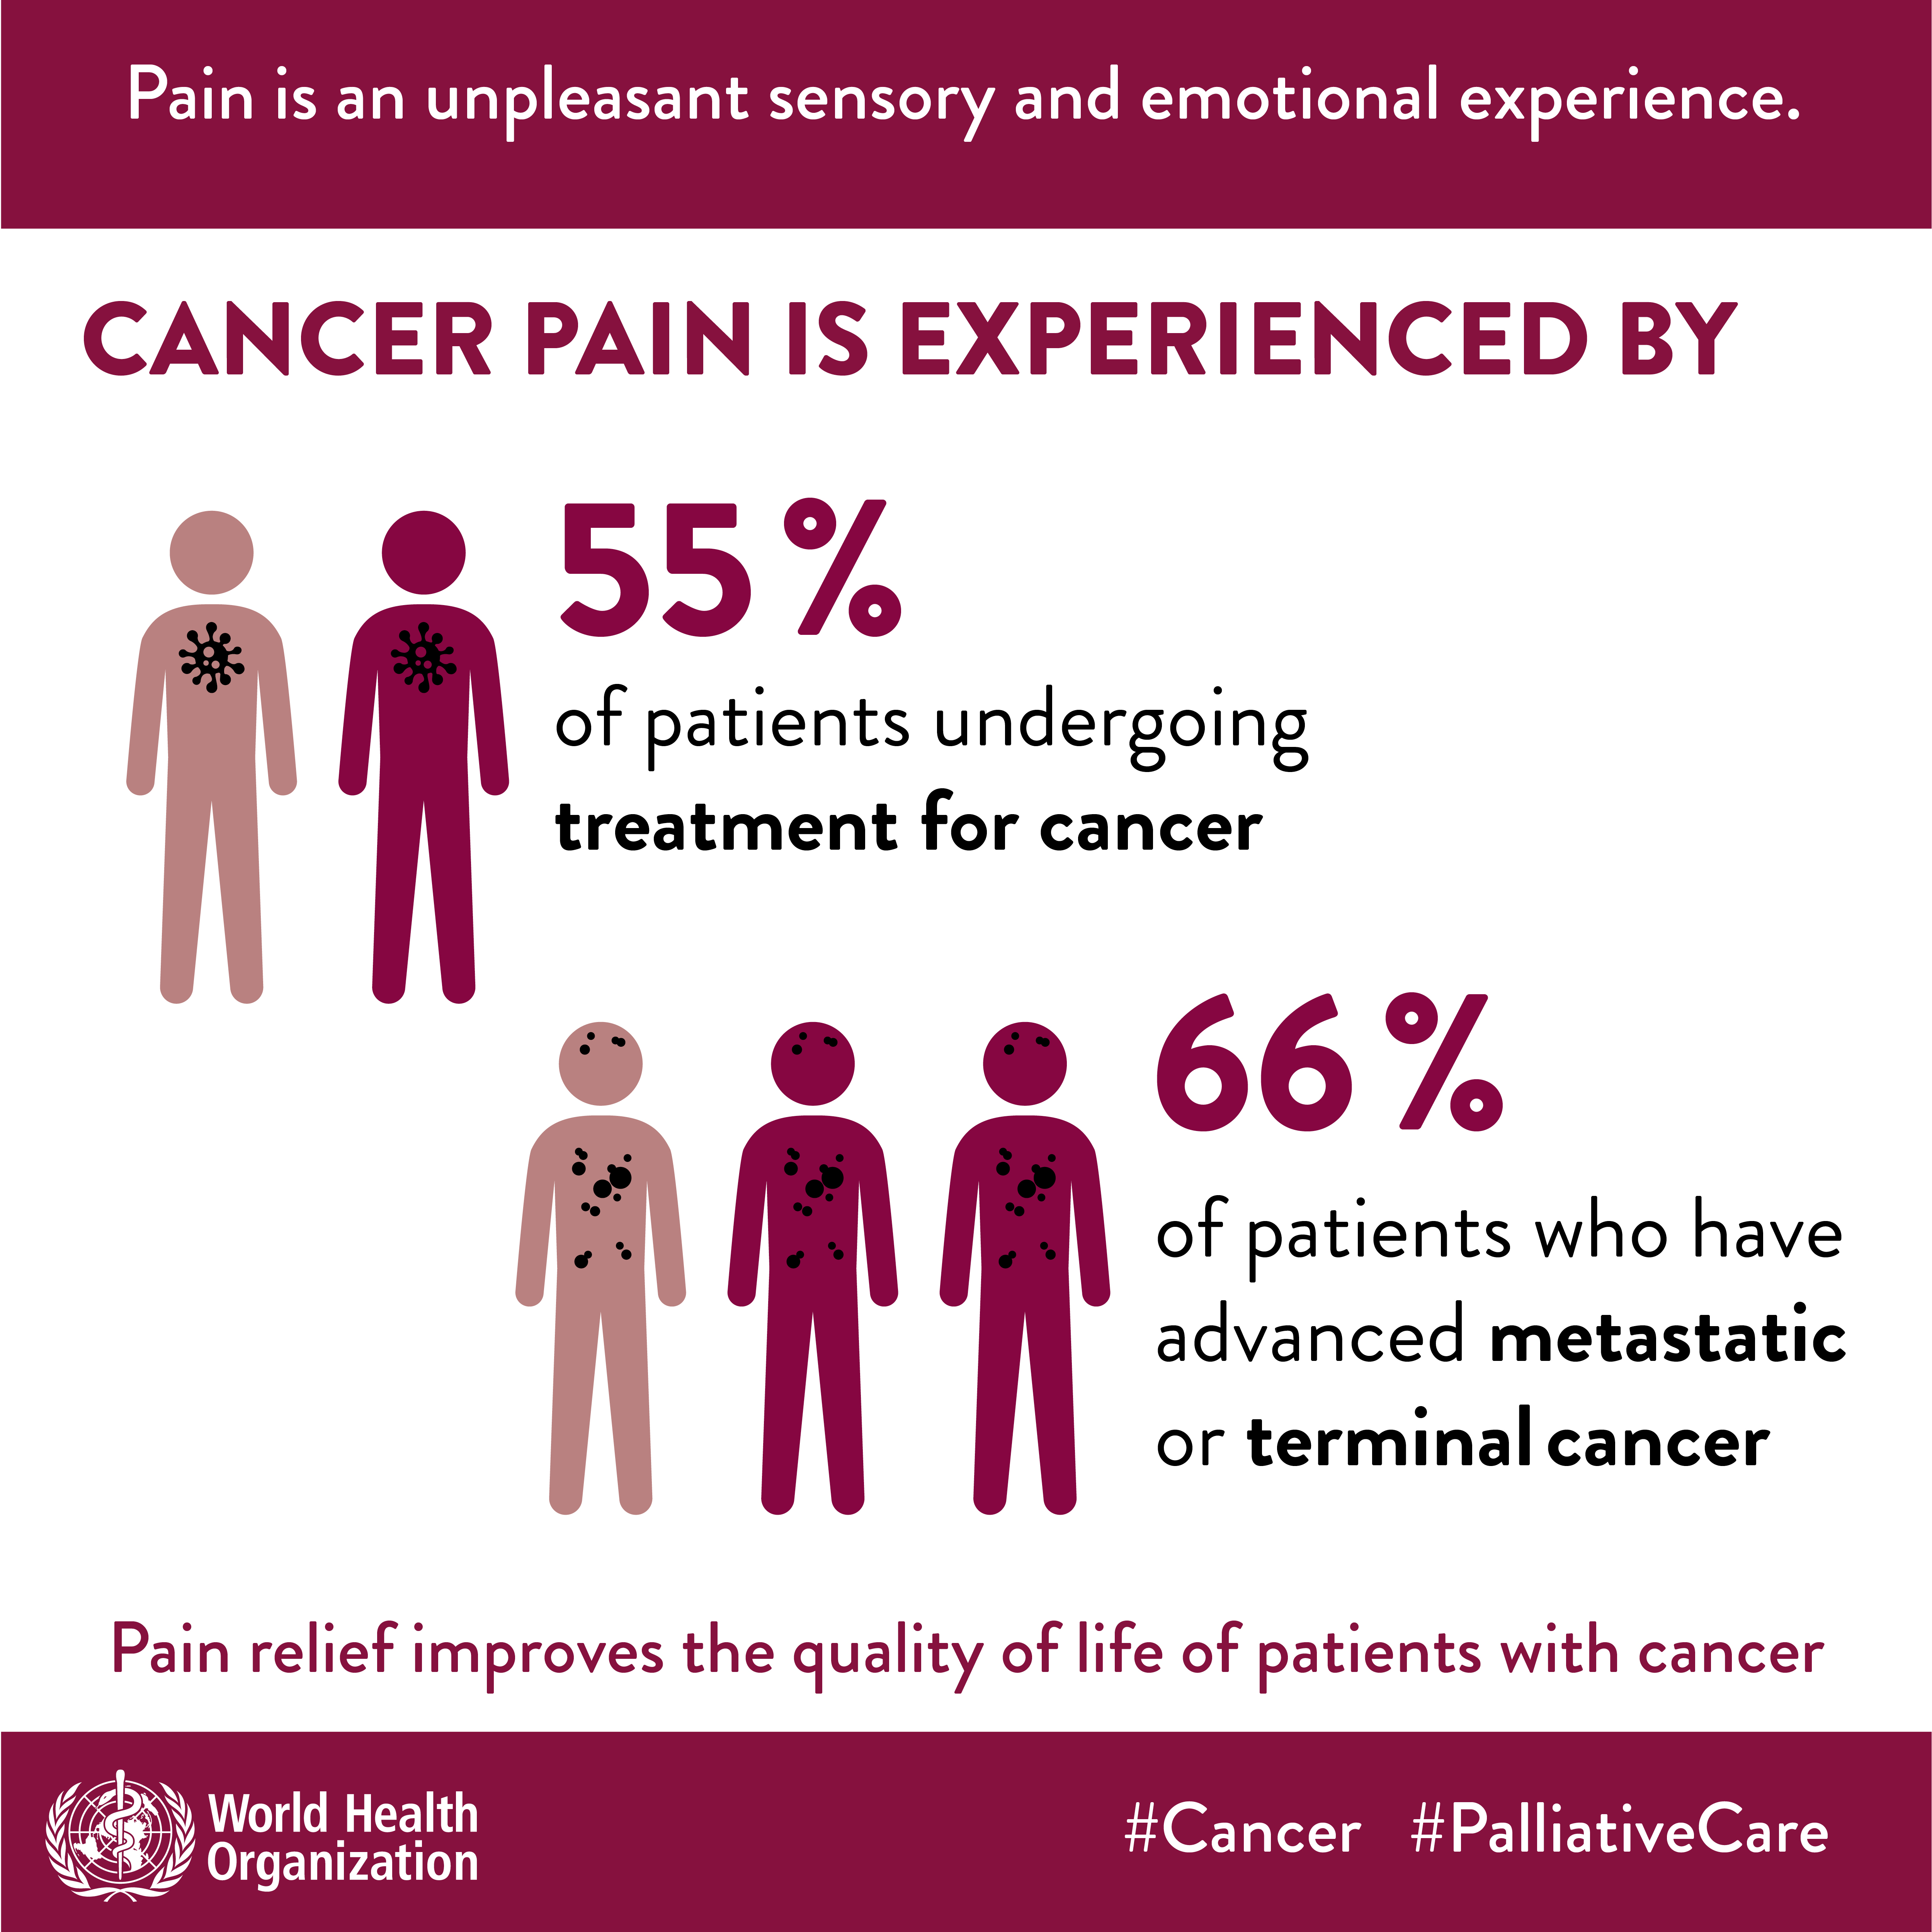 Pain is an unpleasant sensory and emotional experience.
CANCER PAIN IS EXPERIENCED BY
55 %
of patients undergoing
treatment for cancer
66 %
of patients who have
advanced metastatic
or terminal cancer
Pain relief improves the quality of life of patients with cancer
World Health
Organization
#Cancer #PalliativeCare